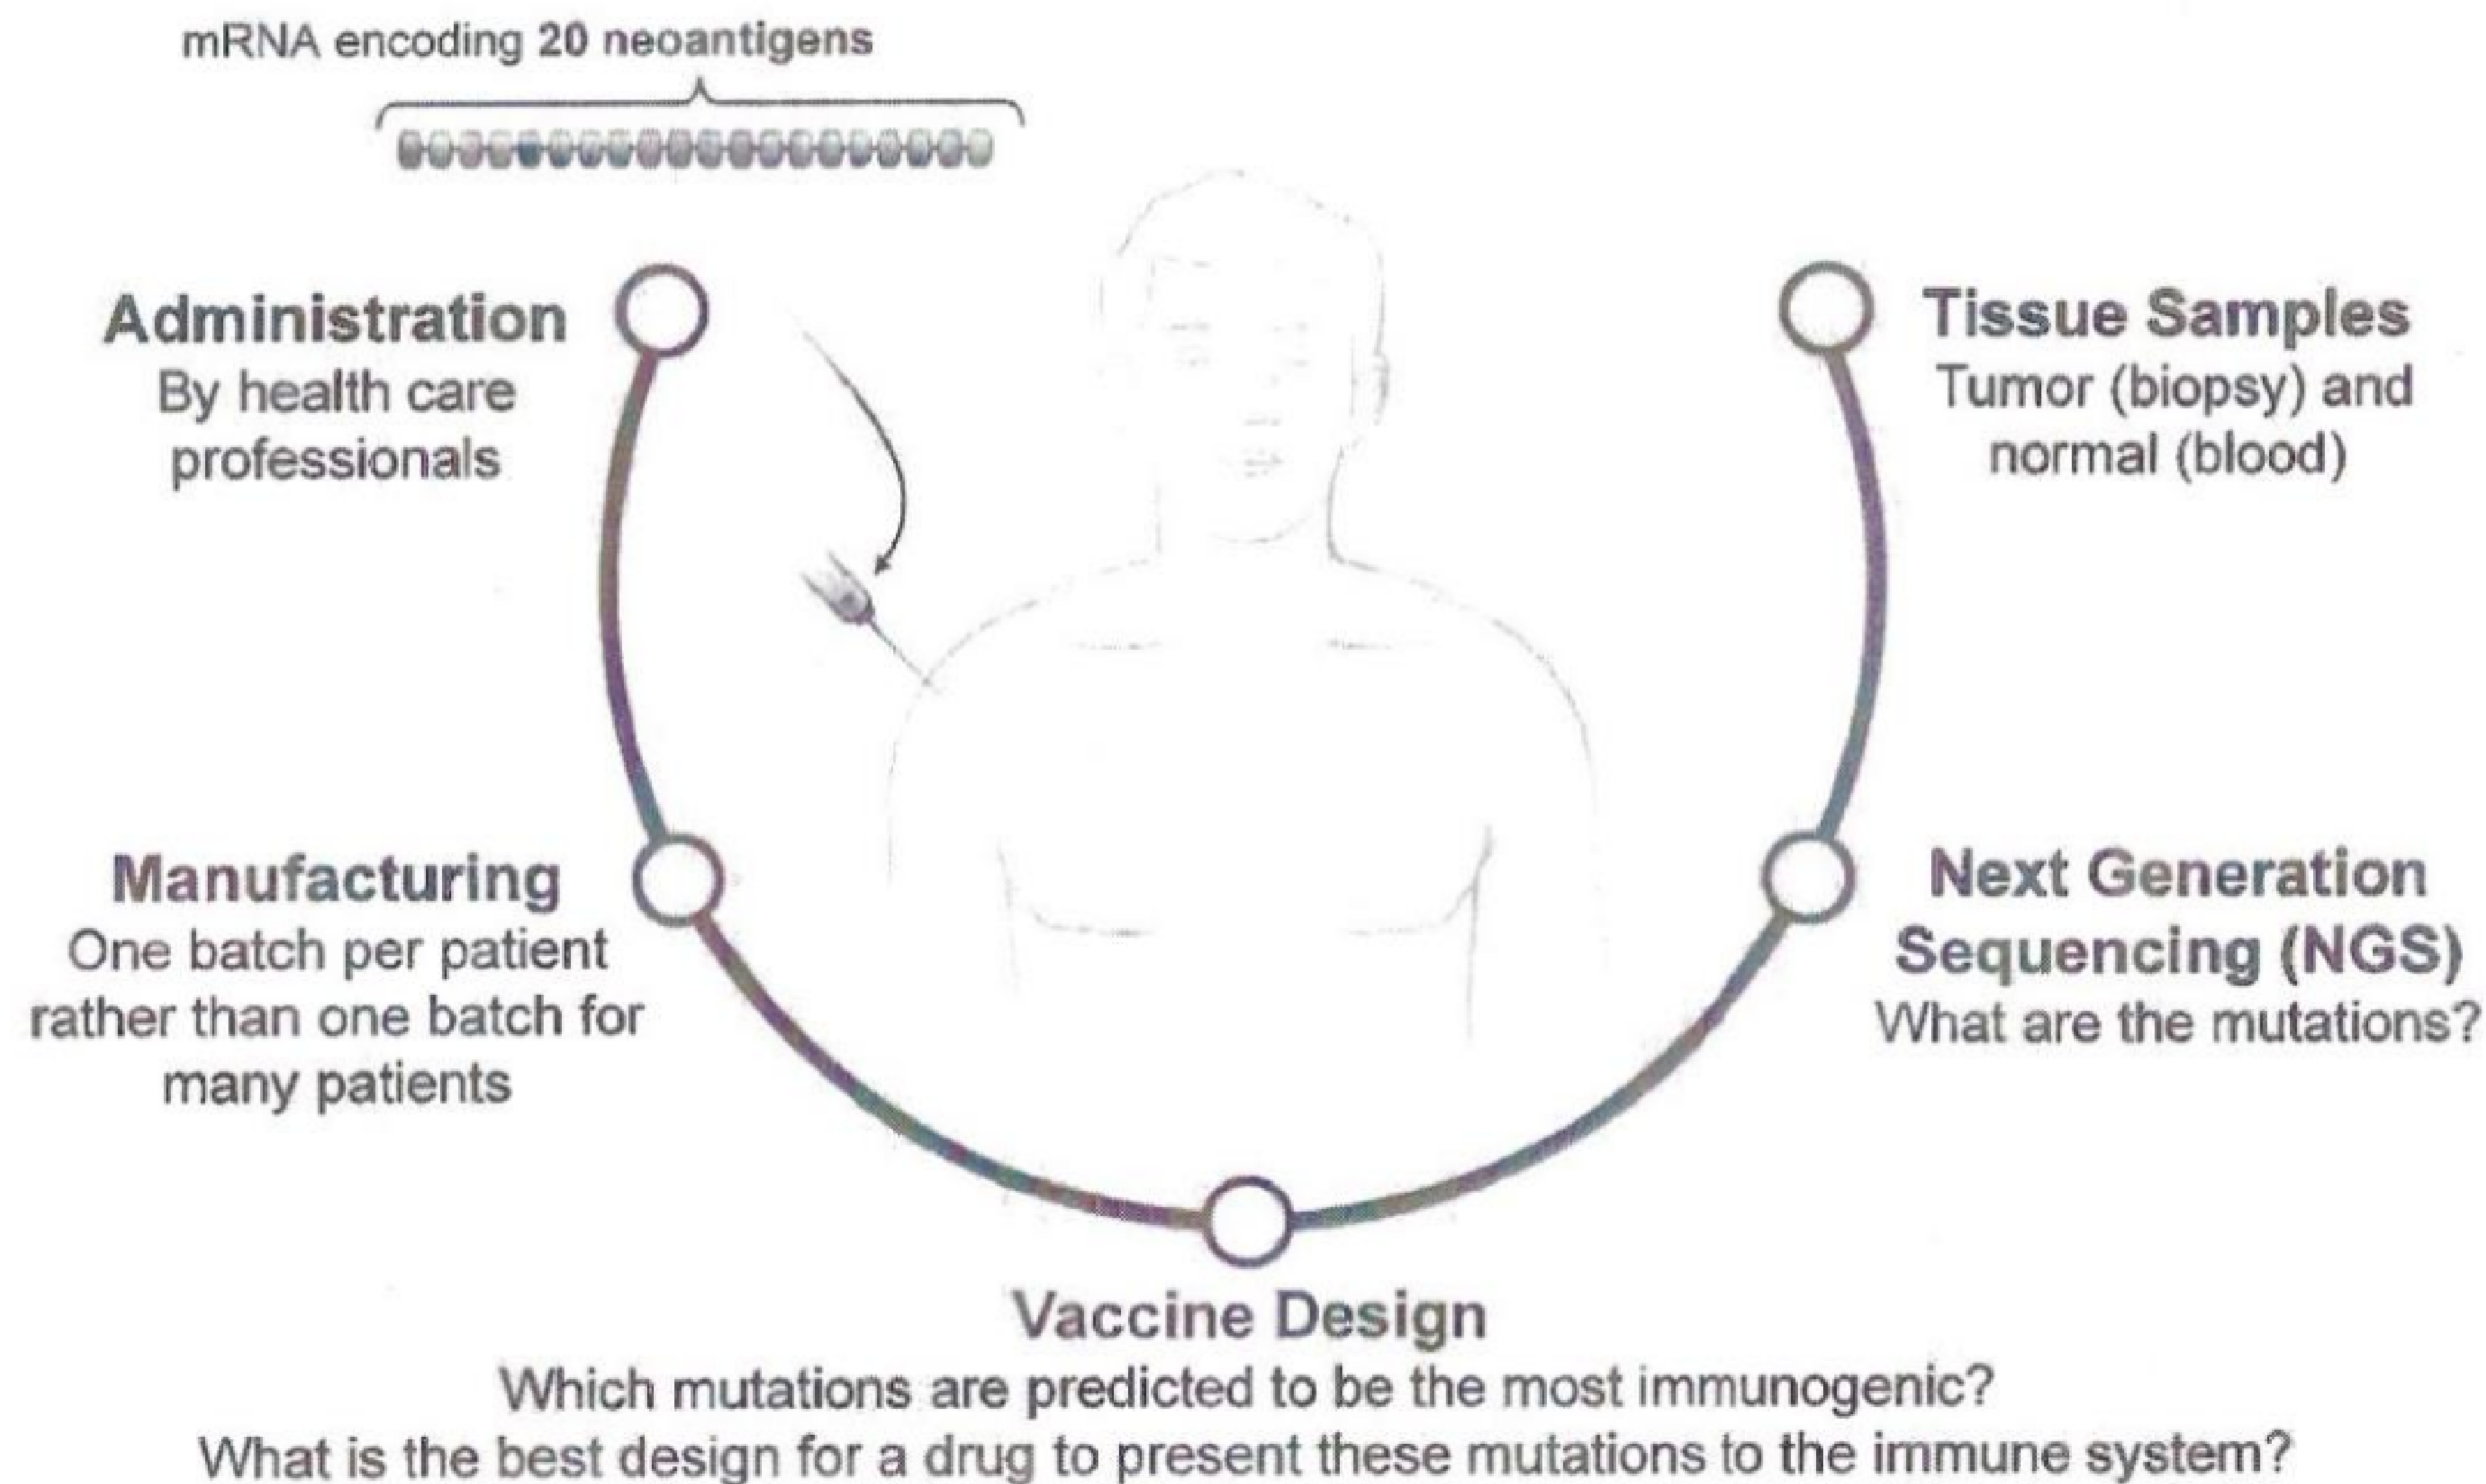 mRNA encoding 20 neoantigens
Administration
By health care
professionals
Tissue Samples
Tumor (biopsy) and
normal (blood)
Manufacturing
One batch per patient
rather than one batch for
many patients
Next Generation
Sequencing (NGS)
What are the mutations?
Vaccine Design
Which mutations are predicted to be the most immunogenic?
What is the best design for a drug to present these mutations to the immune system?